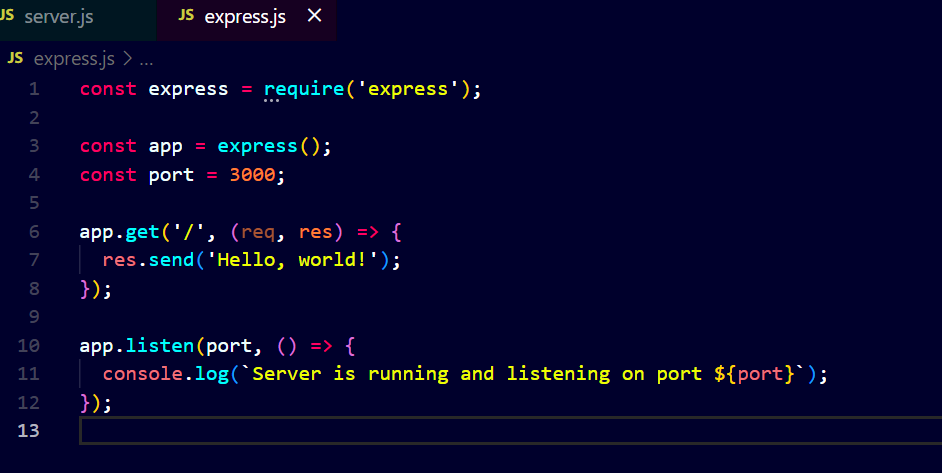 JS server.js JS express.js ×
JS express.js > ...
1 const express = require('express');
2
3 const app = express();
4 const port = 3000;
5
6 app.get('/', (req, res) => {
7   res.send('Hello, world!');
8 });
9
10 app.listen(port, () => {
11   console.log(`Server is running and listening on port ${port}`);
12 });
13